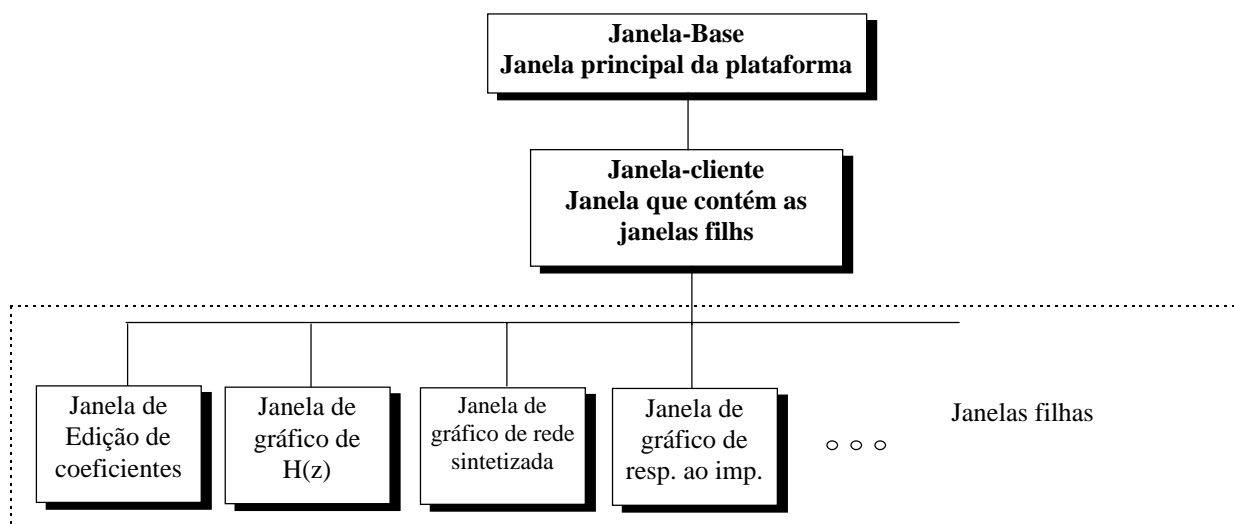 Janela-Base
Janela principal da plataforma
Janela-cliente
Janela que contém as
janelas filhs
Janela de
Edição de
coeficientes
Janela de
gráfico de
H(z)
Janela de
gráfico de rede
sintetizada
Janela de
gráfico de
resp. ao imp.
Janelas filhas